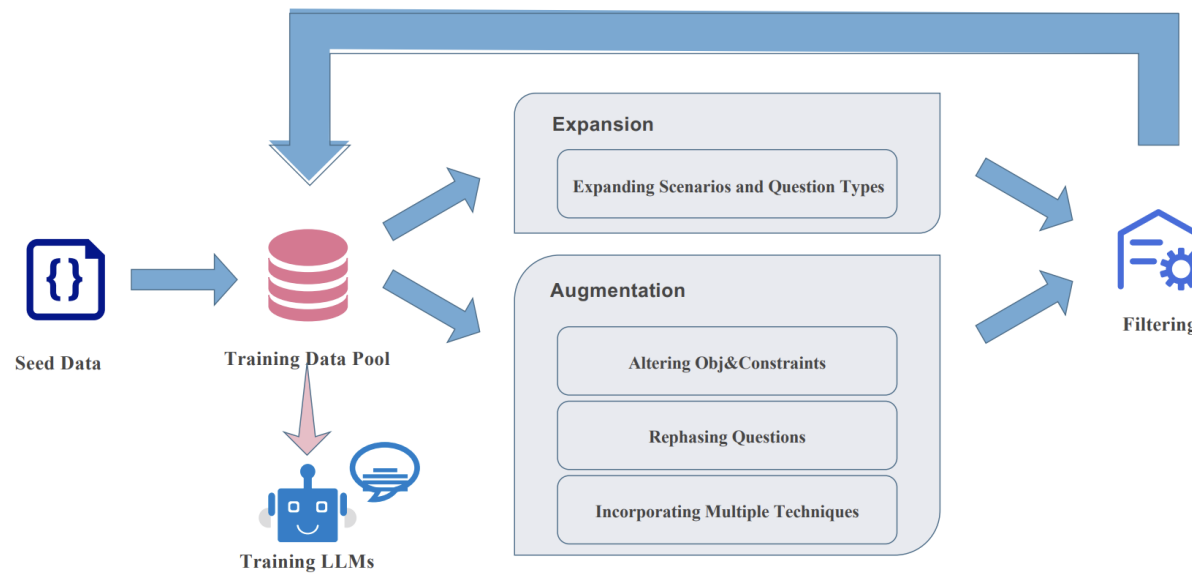 Expansion
Expanding Scenarios and Question Types
{ }
Seed Data
Training Data Pool
Augmentation
Altering Obj&Constraints
Rephasing Questions
Incorporating Multiple Techniques
Filtering
Training LLMs